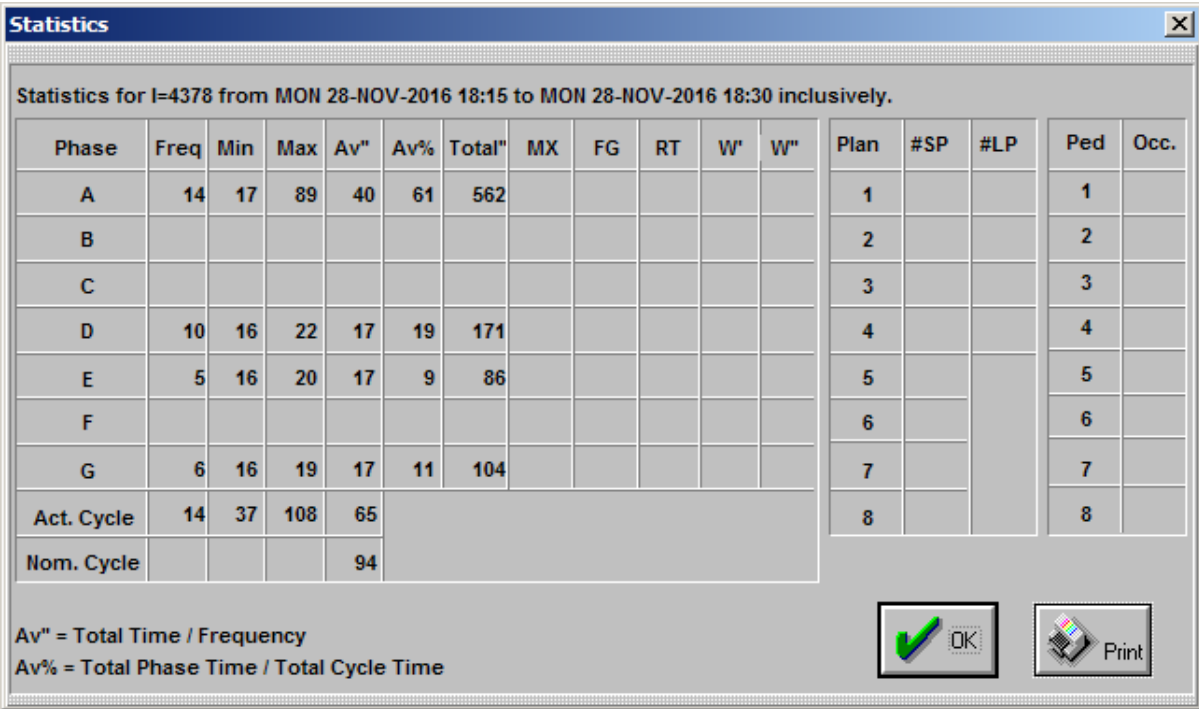 Statistics
Statistics for I=4378 from MON 28-NOV-2016 18:15 to MON 28-NOV-2016 18:30 inclusively.
Phase Freq Min Max Av" Av% Total" MX FG RT W' W" Plan #SP #LP Ped Occ.
A 14 17 89 40 61 562 1 1
B 2 2
C 3 3
D 10 16 22 17 19 171 4 4
E 5 16 20 17 9 86 5 5
F 6 6
G 6 16 19 17 11 104 7 7
Act. Cycle 14 37 108 65 8 8
Nom. Cycle 94
Av" = Total Time / Frequency
Av% = Total Phase Time / Total Cycle Time
OK
Print